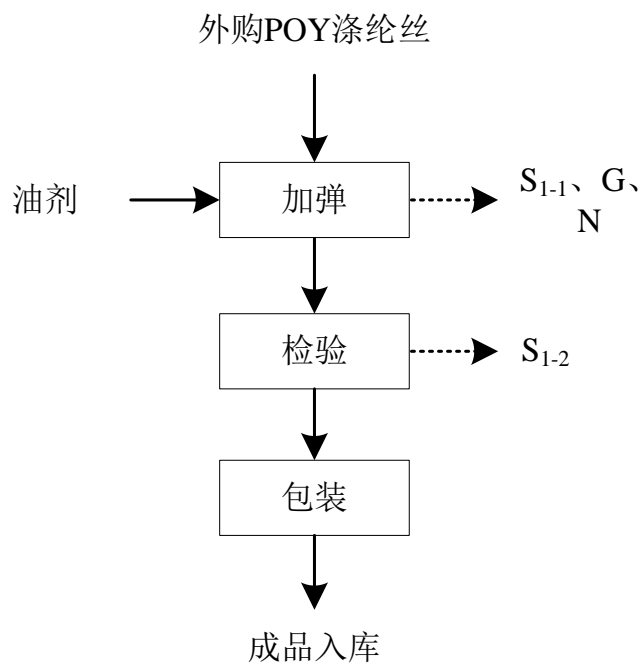 外购POY涤纶丝
油剂
加弹
S1-1、G、
N
检验
S1-2
包装
成品入库